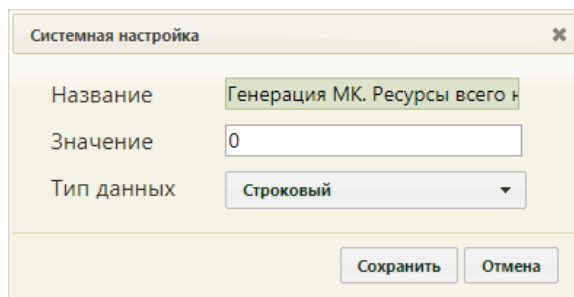 Системная настройка
Название Генерация МК. Ресурсы всего
Значение 0
Тип данных Строковый
Сохранить Отмена